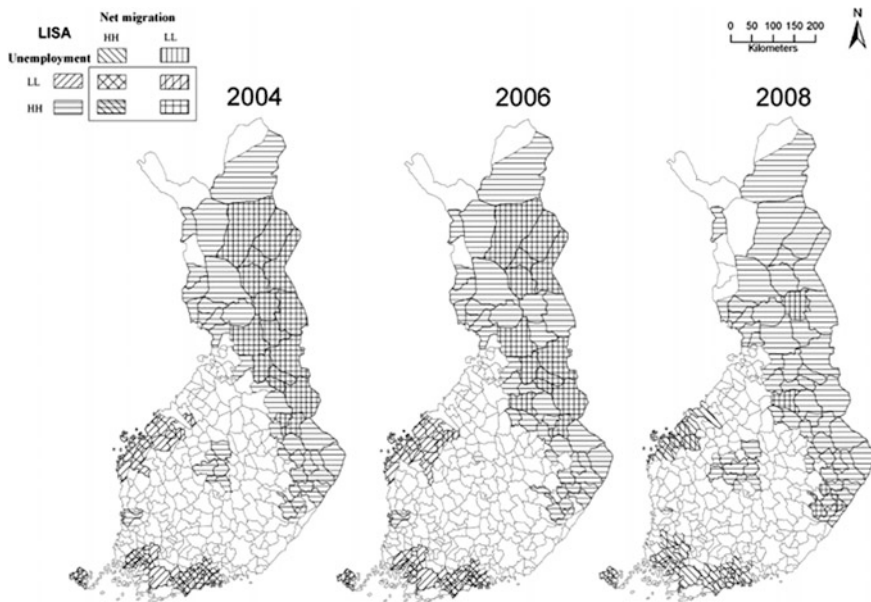 Net migration
LISA
HH LL
Unemployment
LL
HH
0 50 100 150 200
Kilometers
N
2004
2006
2008